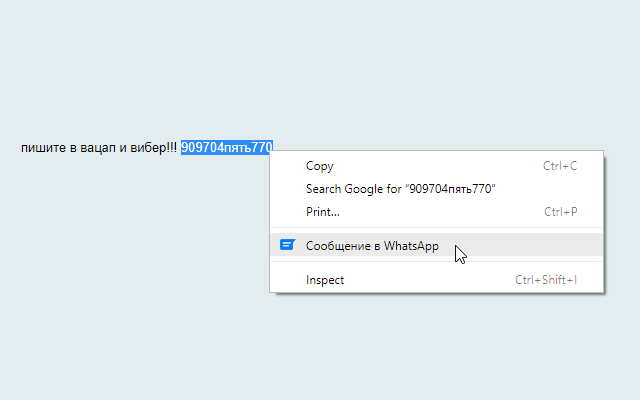 пишите в вацап и вибер!!! 909704пять770
Copy Ctrl+C
Search Google for “909704пять770”
Print... Ctrl+P
Сообщение в WhatsApp
Inspect Ctrl+Shift+I